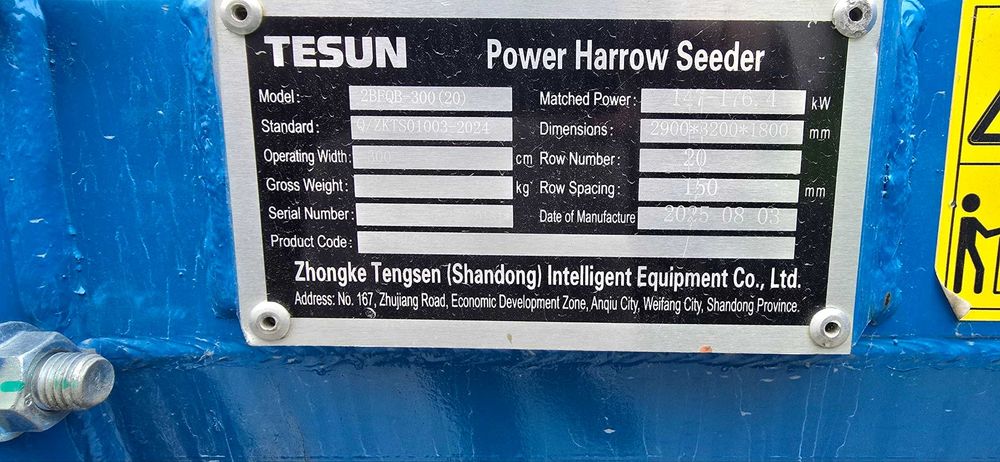 TESUN Power Harrow Seeder
Model: 2BFQB-300(20) Matched Power: 147-176.4 kW
Standard: Q/ZKTS01003-2024 Dimensions: 2900*3200*1800 mm
Operating Width: 300 cm Row Number: 20
Gross Weight: kg Row Spacing: 150 mm
Serial Number: Date of Manufacture 2025 08 03
Product Code:
Zhongke Tengsen (Shandong) Intelligent Equipment Co., Ltd.
Address: No. 167, Zhujiang Road, Economic Development Zone, Anqiu City, Weifang City, Shandong Province.